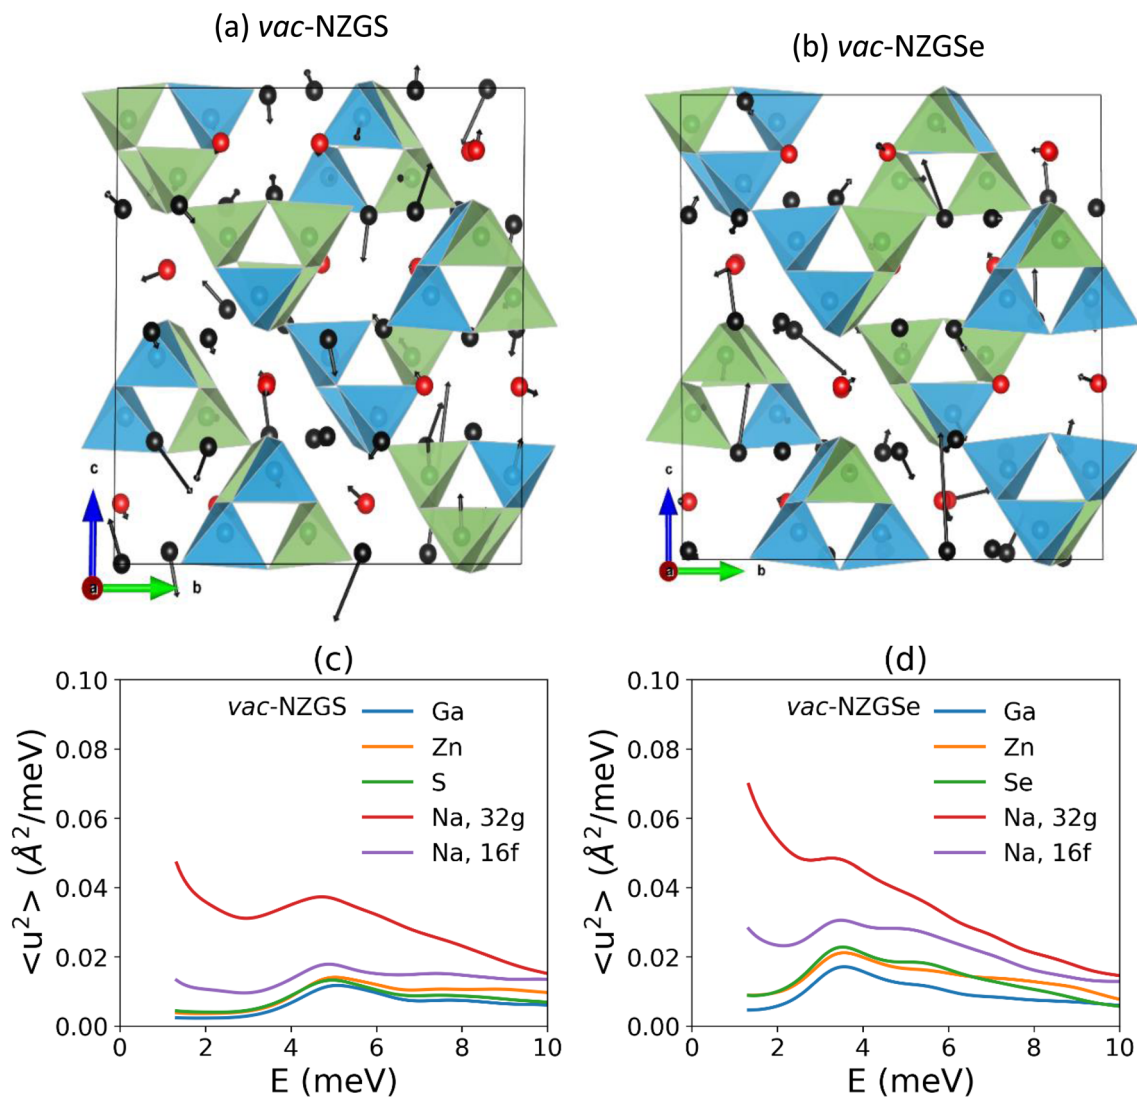 (a) vac-NZGS
(b) vac-NZGSe
c
a
b
c
a
b
(c)
(d)
<u²> (Å²/meV)
0.10
0.08
0.06
0.04
0.02
0.00
vac-NZGS
Ga
Zn
S
Na, 32g
Na, 16f
0 2 4 6 8 10
E (meV)
<u²> (Å²/meV)
0.10
0.08
0.06
0.04
0.02
0.00
vac-NZGSe
Ga
Zn
Se
Na, 32g
Na, 16f
0 2 4 6 8 10
E (meV)